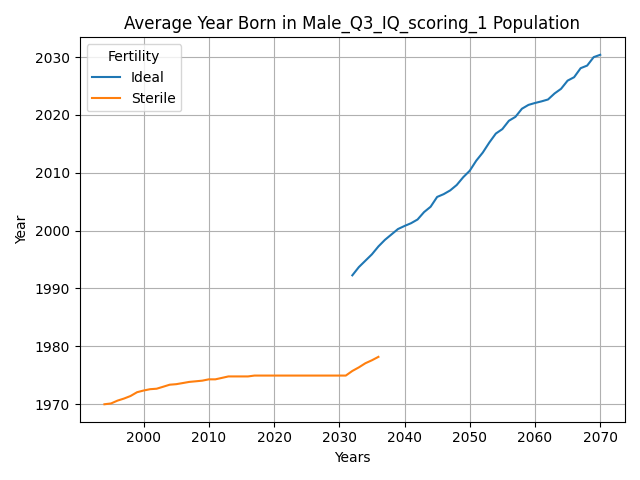 Average Year Born in Male_Q3_IQ_scoring_1 Population
Fertility
Ideal
Sterile
Year
2030
2020
2010
2000
1990
1980
1970
2000 2010 2020 2030 2040 2050 2060 2070
Years